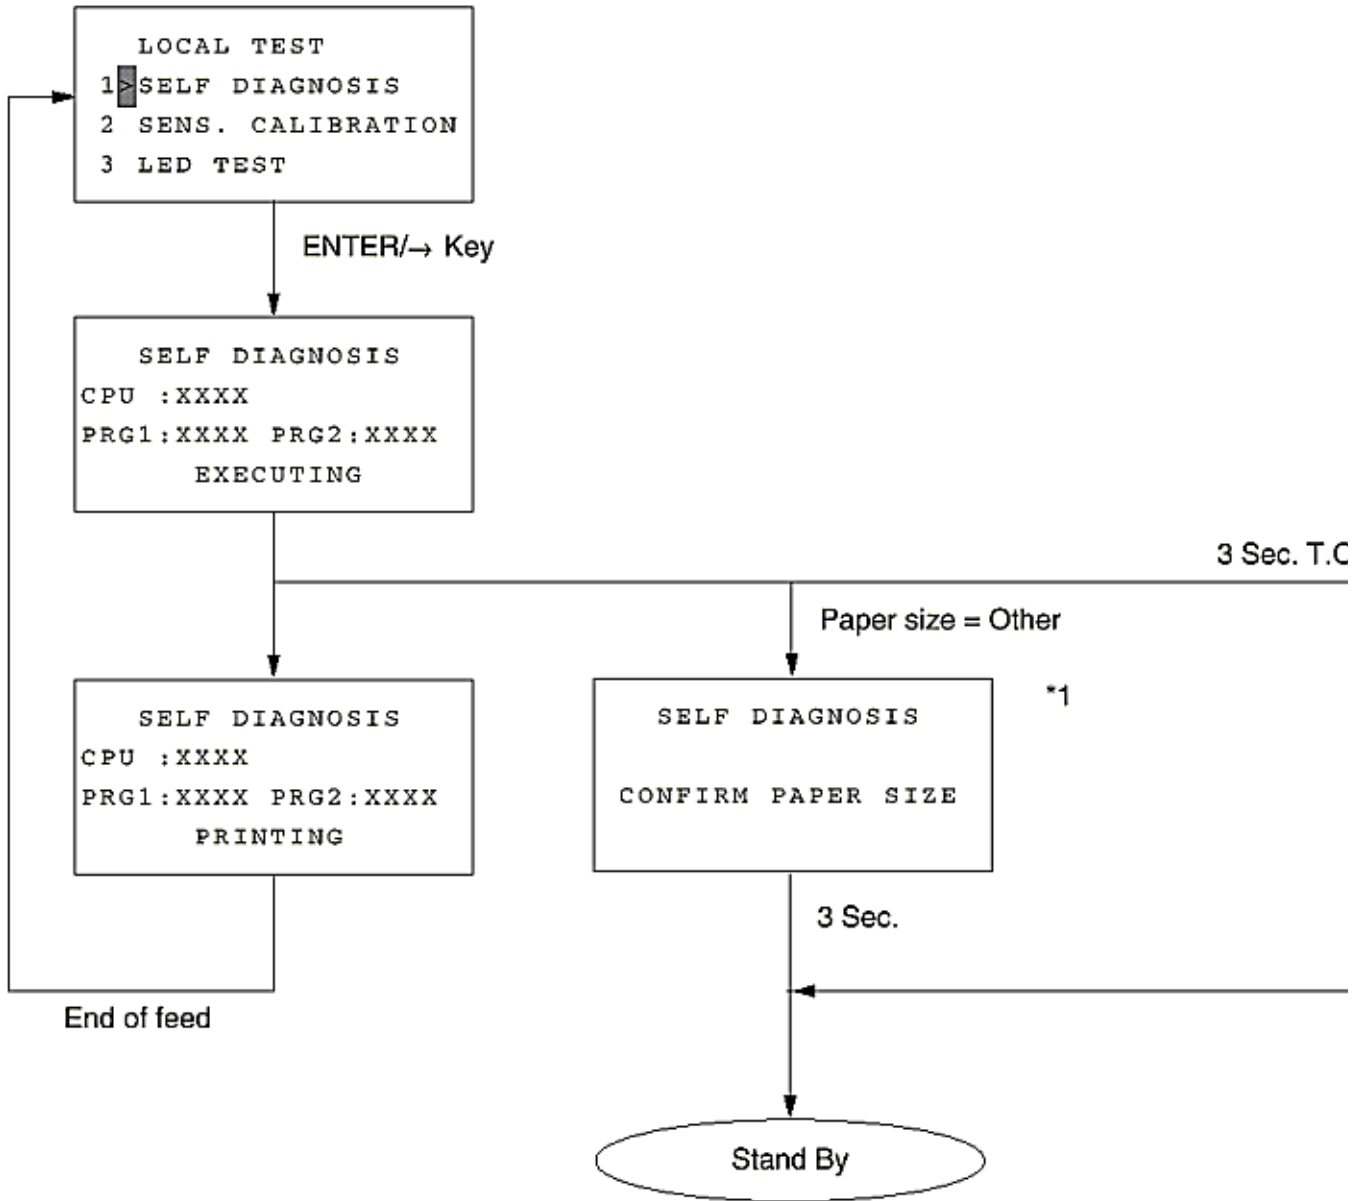 LOCAL TEST
1>SELF DIAGNOSIS
2 SENS. CALIBRATION
3 LED TEST
ENTER/→ Key
SELF DIAGNOSIS
CPU :XXXX
PRG1:XXXX PRG2:XXXX
EXECUTING
3 Sec. T.O
Paper size = Other
SELF DIAGNOSIS
CPU :XXXX
PRG1:XXXX PRG2:XXXX
PRINTING
SELF DIAGNOSIS
CONFIRM PAPER SIZE
*1
3 Sec.
End of feed
Stand By